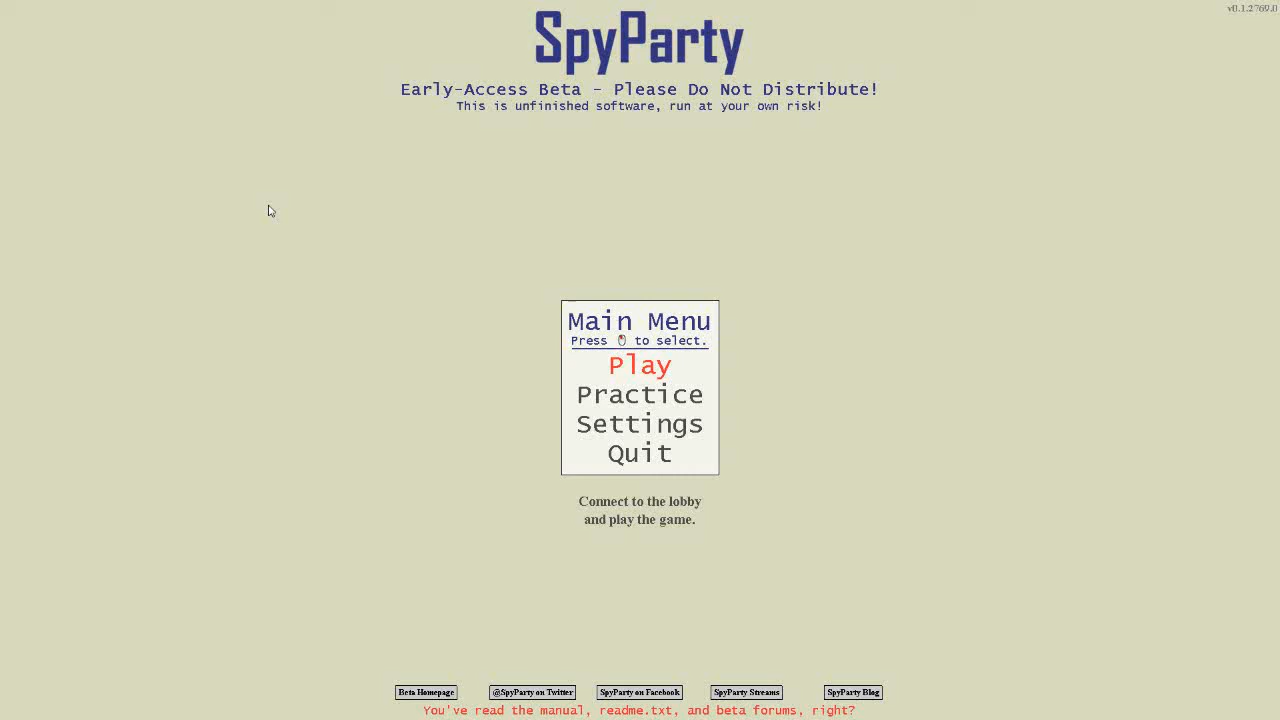 v0.1.2769.0
SpyParty
Early-Access Beta - Please Do Not Distribute!
This is unfinished software, run at your own risk!
Main Menu
Press to select.
Play
Practice
Settings
Quit
Connect to the lobby
and play the game.
Beta Homepage @SpyParty on Twitter SpyParty on Facebook SpyParty Streams SpyParty Blog
You've read the manual, readme.txt, and beta forums, right?